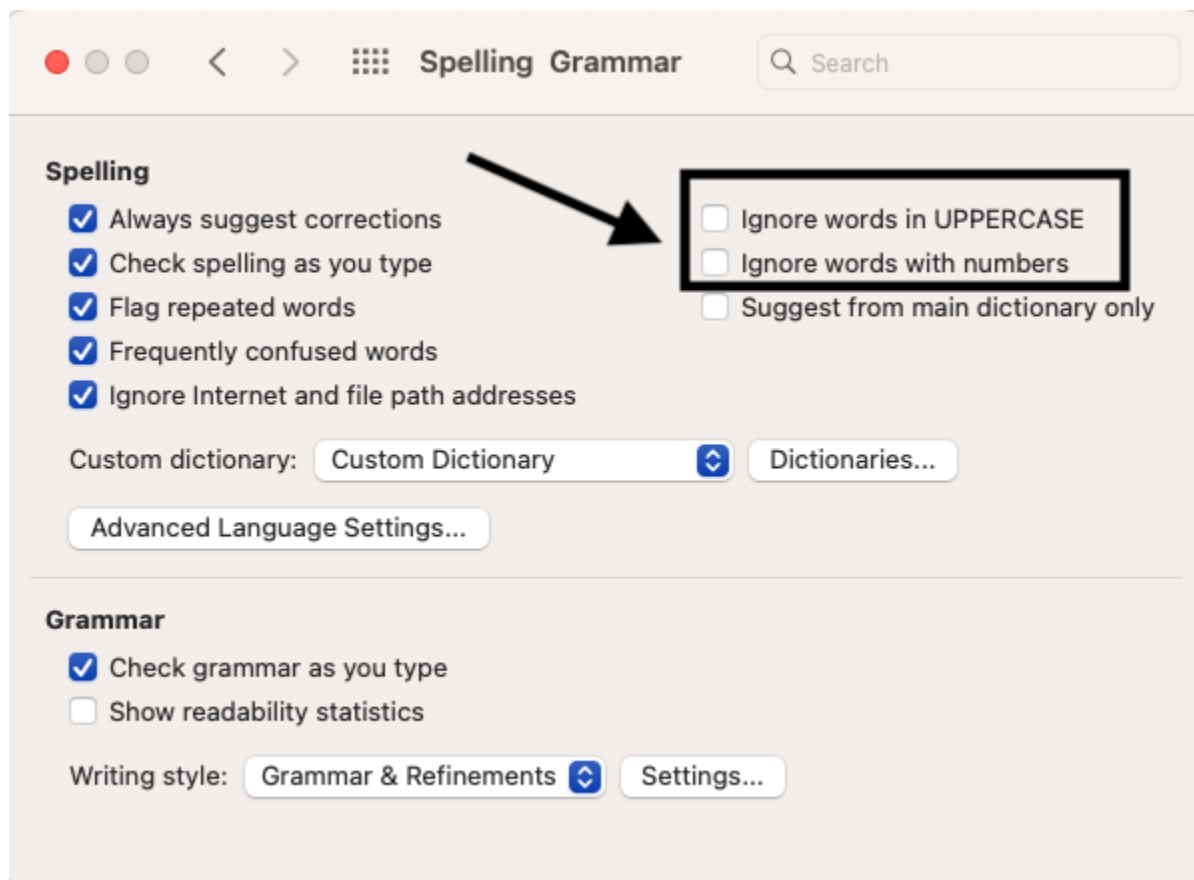 Spelling Grammar
Search
Spelling
Always suggest corrections
Check spelling as you type
Flag repeated words
Frequently confused words
Ignore Internet and file path addresses
Ignore words in UPPERCASE
Ignore words with numbers
Suggest from main dictionary only
Custom dictionary: Custom Dictionary Dictionaries...
Advanced Language Settings...
Grammar
Check grammar as you type
Show readability statistics
Writing style: Grammar & Refinements Settings...